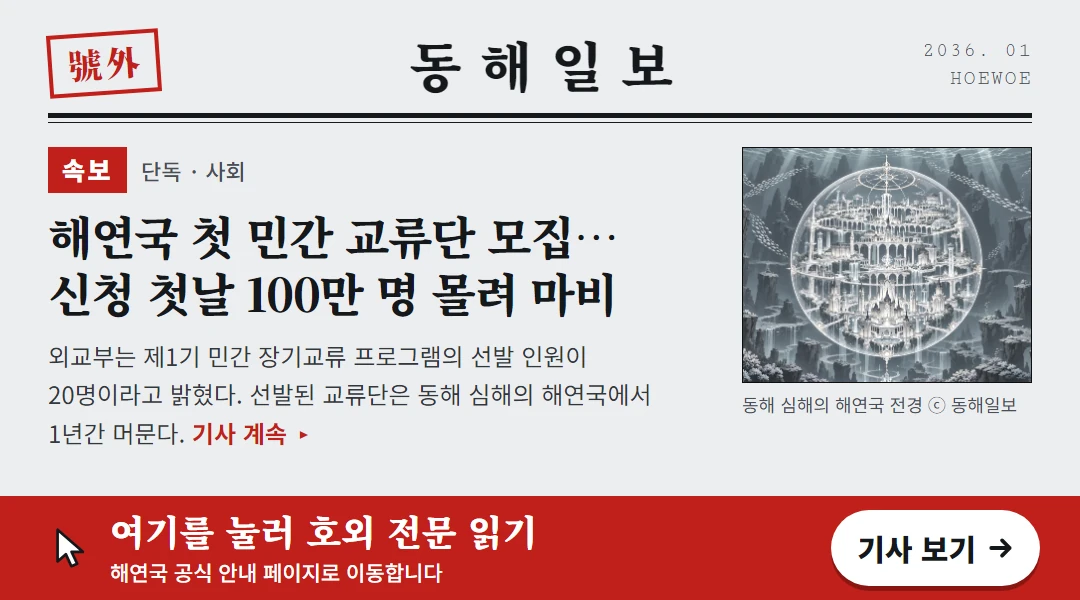 號外
동해일보
2036. 01
HOEWOE
속보
단독 · 사회
해연국 첫 민간 교류단 모집…
신청 첫날 100만 명 몰려 마비
외교부는 제1기 민간 장기교류 프로그램의 선발 인원이
20명이라고 밝혔다. 선발된 교류단은 동해 심해의 해연국에서
1년간 머문다. 기사 계속 ▸
동해 심해의 해연국 전경 ⓒ 동해일보
여기를 눌러 호외 전문 읽기
해연국 공식 안내 페이지로 이동합니다
기사 보기 →